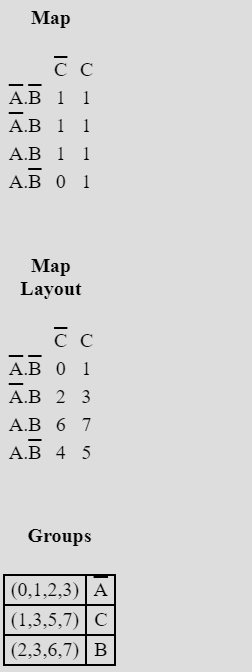 Map
C̅ C
A̅.B̅ 1 1
A̅.B 1 1
A.B 1 1
A.B̅ 0 1
Map
Layout
C̅ C
A̅.B̅ 0 1
A̅.B 2 3
A.B 6 7
A.B̅ 4 5
Groups
(0,1,2,3) A̅
(1,3,5,7) C
(2,3,6,7) B